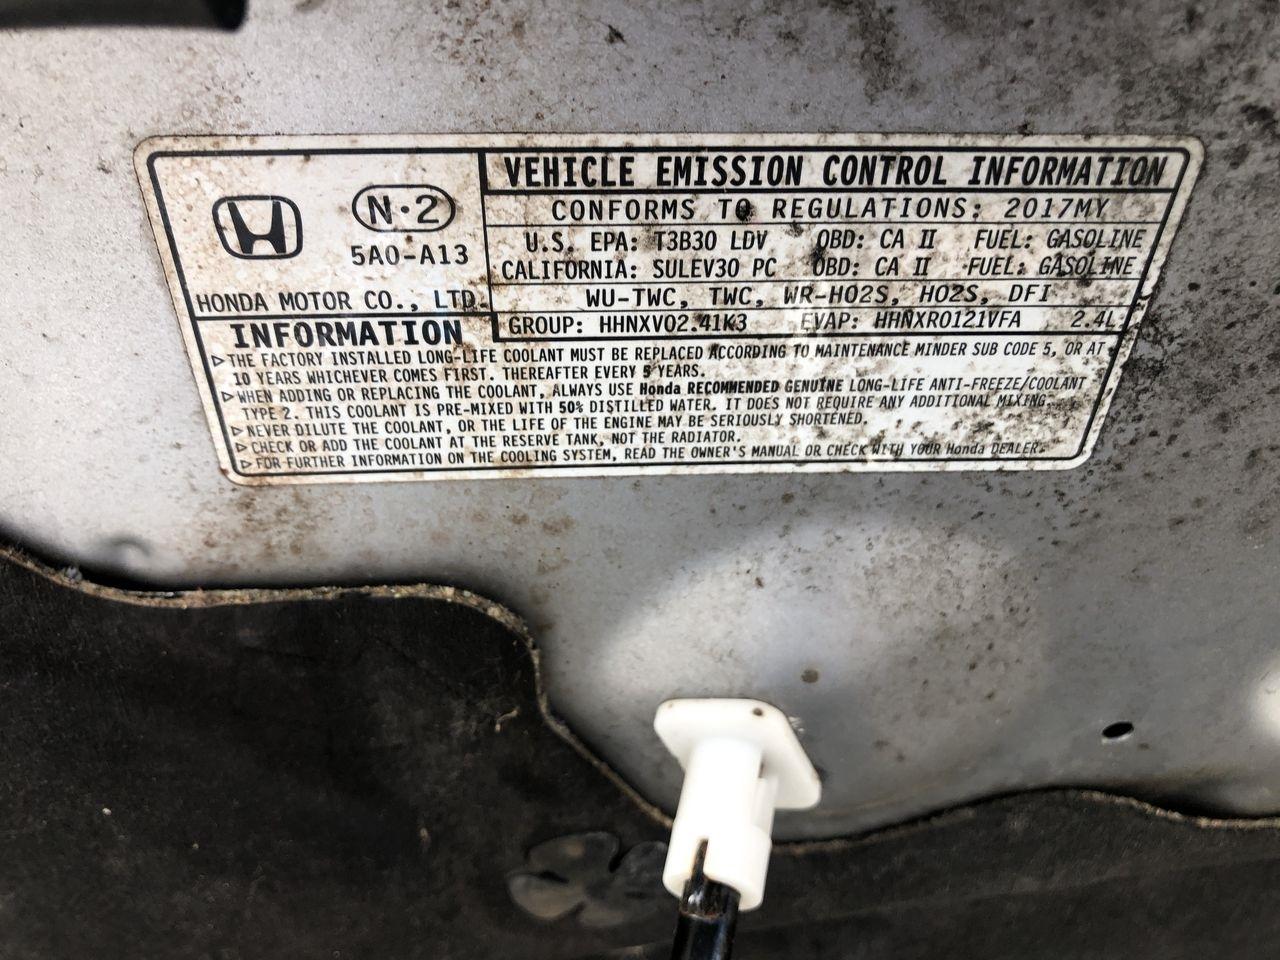 VEHICLE EMISSION CONTROL INFORMATION
N·2
5A0-A13
HONDA MOTOR CO., LTD.
CONFORMS TO REGULATIONS: 2017MY
U.S. EPA: T3B30 LDV OBD: CA II FUEL: GASOLINE
CALIFORNIA: SULEV30 PC OBD: CA II FUEL: GASOLINE
WU-TWC, TWC, WR-HO2S, HO2S, DFI
GROUP: HHNXV02.41K3 EVAP: HHNXR0121VFA 2.4L
INFORMATION
▷THE FACTORY INSTALLED LONG-LIFE COOLANT MUST BE REPLACED ACCORDING TO MAINTENANCE MINDER SUB CODE 5, OR AT
10 YEARS WHICHEVER COMES FIRST. THEREAFTER EVERY 5 YEARS.
▷WHEN ADDING OR REPLACING THE COOLANT, ALWAYS USE Honda RECOMMENDED GENUINE LONG-LIFE ANTI-FREEZE/COOLANT
TYPE 2. THIS COOLANT IS PRE-MIXED WITH 50% DISTILLED WATER. IT DOES NOT REQUIRE ANY ADDITIONAL MIXING.
▷NEVER DILUTE THE COOLANT, OR THE LIFE OF THE ENGINE MAY BE SERIOUSLY SHORTENED.
▷CHECK OR ADD THE COOLANT AT THE RESERVE TANK, NOT THE RADIATOR.
▷FOR FURTHER INFORMATION ON THE COOLING SYSTEM, READ THE OWNER'S MANUAL OR CHECK WITH YOUR Honda DEALER.